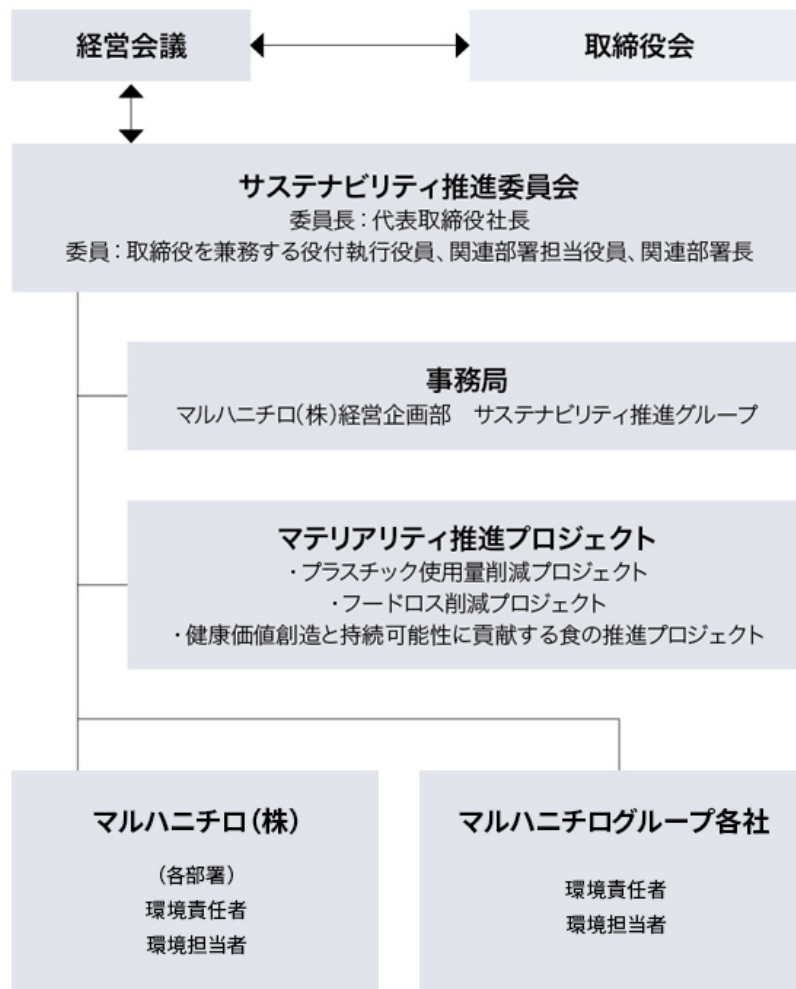 経営会議
取締役会
サステナビリティ推進委員会
委員長：代表取締役社長
委員：取締役を兼務する役付執行役員、関連部署担当役員、関連部署長
事務局
マルハニチロ（株）経営企画部　サステナビリティ推進グループ
マテリアリティ推進プロジェクト
・プラスチック使用量削減プロジェクト
・フードロス削減プロジェクト
・健康価値創造と持続可能性に貢献する食の推進プロジェクト
マルハニチロ（株）
（各部署）
環境責任者
環境担当者
マルハニチログループ各社
環境責任者
環境担当者